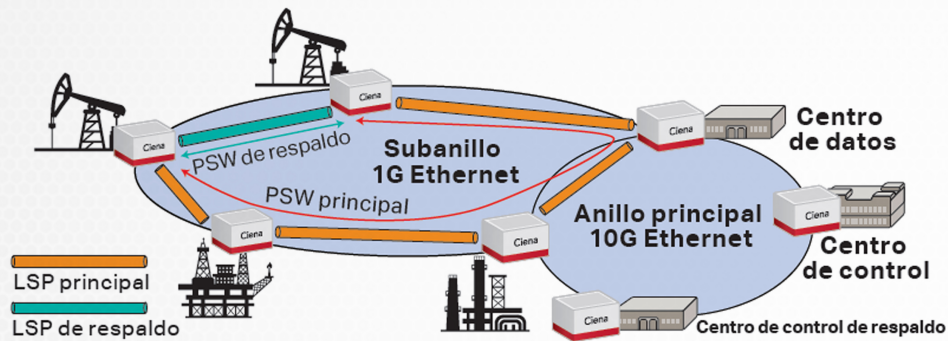 Ciena
Ciena
Ciena
Centro
de datos
PSW de respaldo
Subanillo
1G Ethernet
PSW principal
Anillo principal
10G Ethernet
Ciena
Ciena
Ciena
Centro
de control
LSP principal
LSP de respaldo
Ciena
Centro de control de respaldo